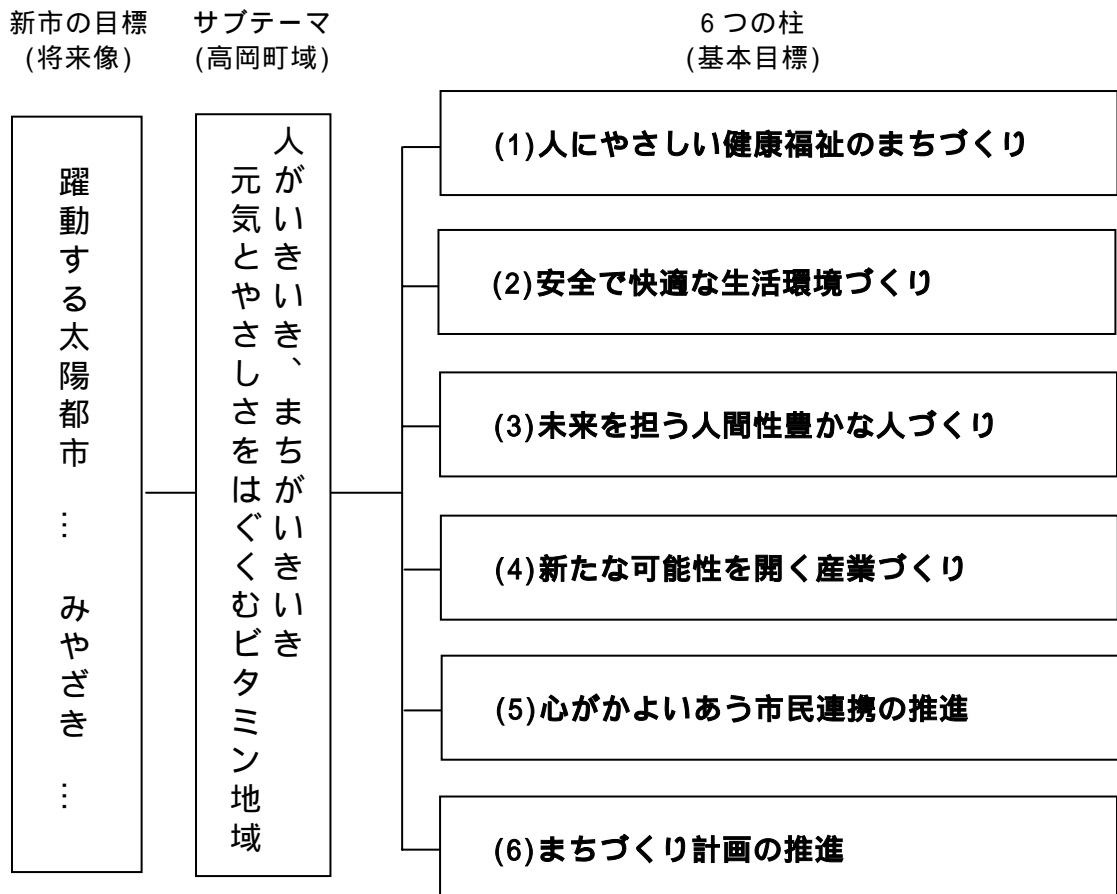 新市の目標
(将来像)
サブテーマ
(高岡町域)
6つの柱
(基本目標)
躍動する太陽都市 … みやざき …
人がいきいき、まちがいきいき
元気とやさしさをはぐくむビタミン地域
(1)人にやさしい健康福祉のまちづくり
(2)安全で快適な生活環境づくり
(3)未来を担う人間性豊かな人づくり
(4)新たな可能性を開く産業づくり
(5)心がかよいあう市民連携の推進
(6)まちづくり計画の推進